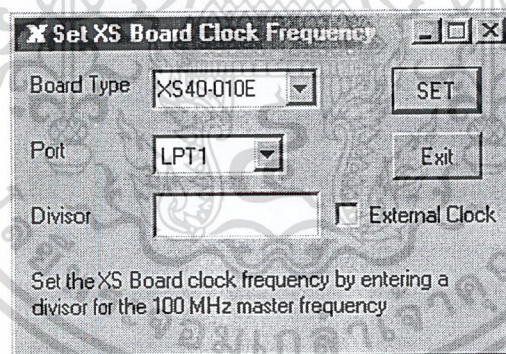 X Set XS Board Clock Frequency
Board Type XS40-010E SET
Port LPT1 Exit
Divisor External Clock
Set the XS Board clock frequency by entering a
divisor for the 100 MHz master frequency